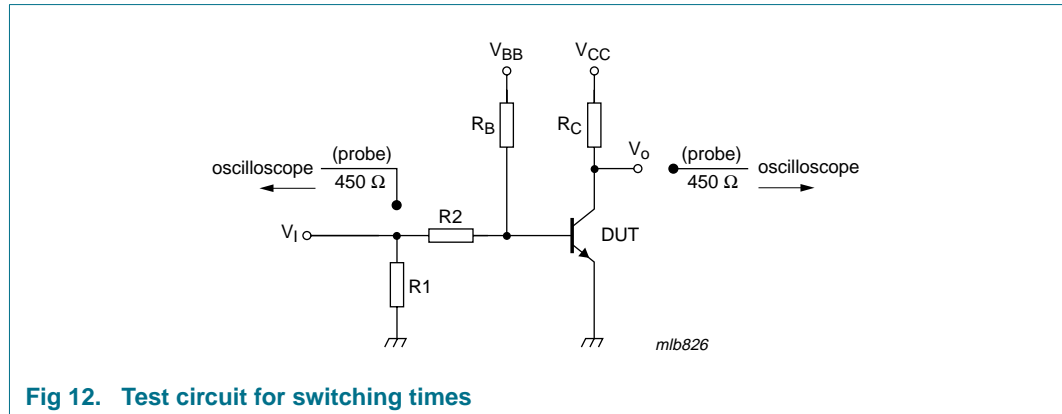 V_BB V_CC
R_B R_C
(probe) V_o (probe)
oscilloscope 450 Ω 450 Ω oscilloscope
R2
V_I DUT
R1
mlb826
Fig 12. Test circuit for switching times